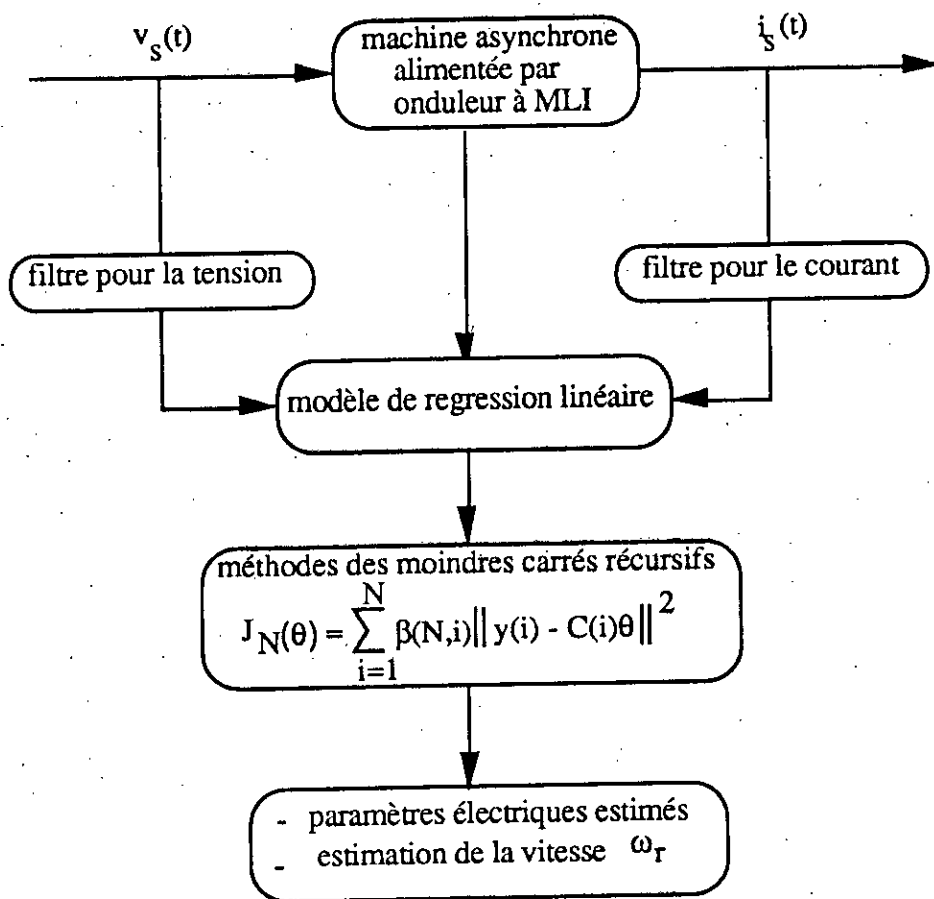 v_s(t)
machine asynchrone
alimentée par
onduleur à MLI
i_s(t)
filtre pour la tension
filtre pour le courant
modèle de regression linéaire
méthodes des moindres carrés récursifs
J_N(θ) = ∑_{i=1}^{N} β(N,i)‖ y(i) - C(i)θ ‖²
- paramètres électriques estimés
- estimation de la vitesse ω_r